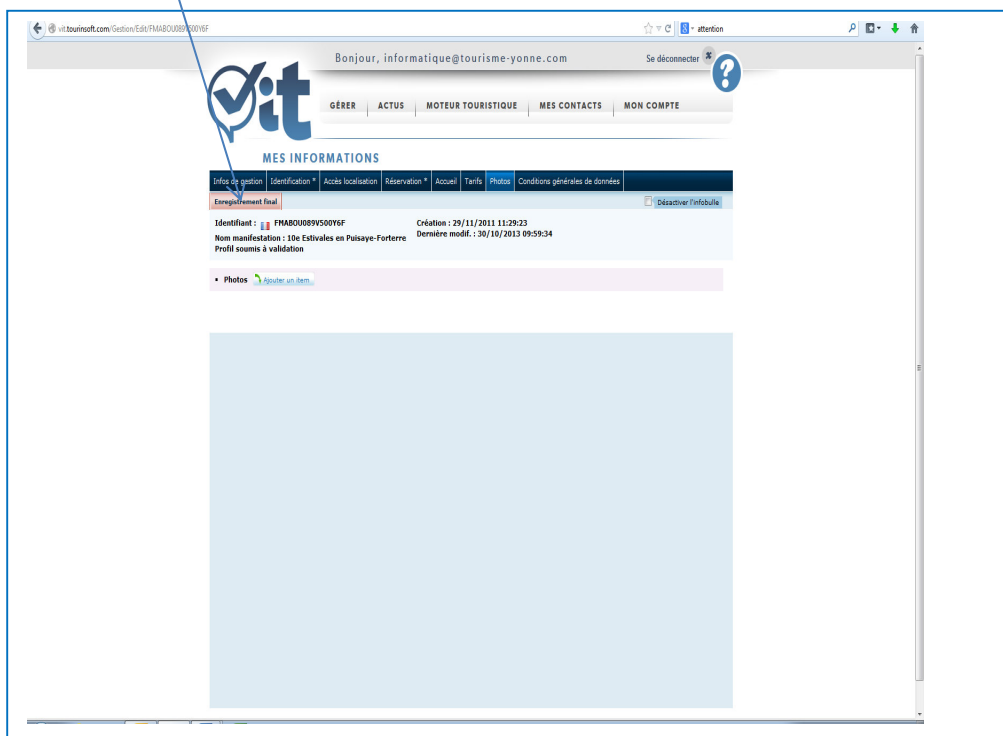 vit.tourinsoft.com/Gestion/Edit/FMABOU089V500Y6F
attention
Bonjour, informatique@tourisme-yonne.com
Se déconnecter
?
Vit
GÉRER ACTUS MOTEUR TOURISTIQUE MES CONTACTS MON COMPTE
MES INFORMATIONS
Infos de gestion Identification * Accès localisation Réservation * Accueil Tarifs Photos Conditions générales de données
Enregistrement final
Désactiver l'infobulle
Identifiant : FMABOU089V500Y6F
Création : 29/11/2011 11:29:23
Nom manifestation : 10e Estivales en Puisaye-Forterre
Dernière modif. : 30/10/2013 09:59:34
Profil soumis à validation
Photos Ajouter un item